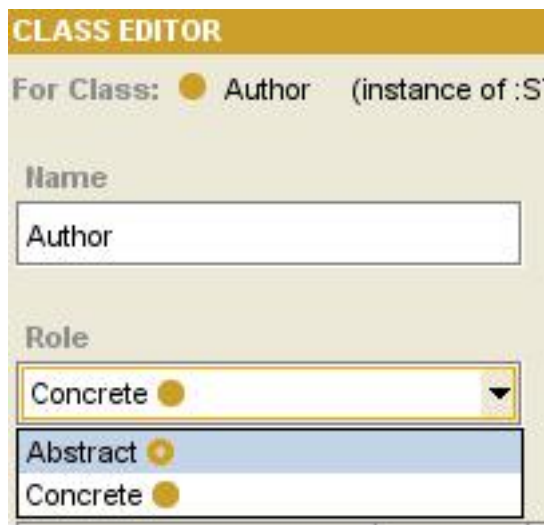 CLASS EDITOR
For Class: Author (instance of :S
Name
Author
Role
Concrete
Abstract
Concrete